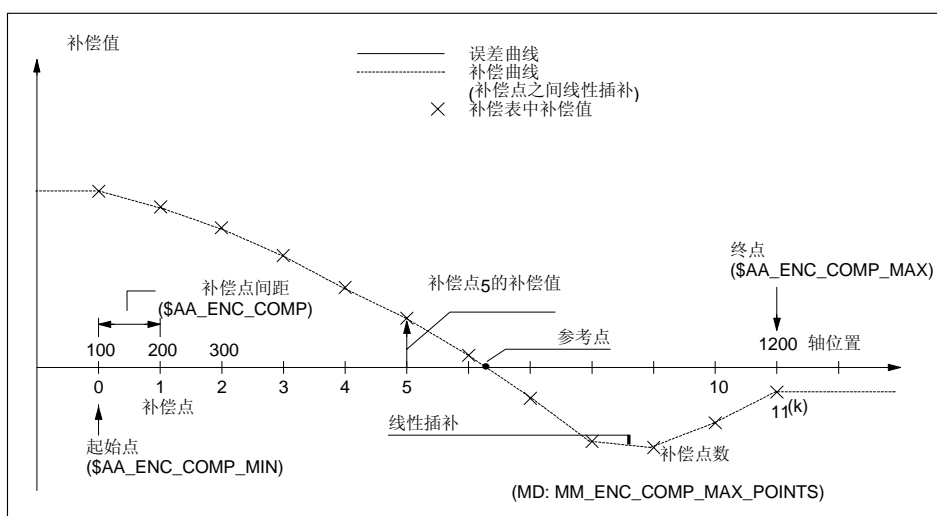 补偿值
误差曲线
补偿曲线
(补偿点之间线性插补)
补偿表中补偿值
终点
($AA_ENC_COMP_MAX)
补偿点间距
($AA_ENC_COMP)
补偿点5的补偿值
参考点
100 200 300
1200 轴位置
0 1 2 3 4 5 10
11(k)
补偿点
线性插补
起始点
($AA_ENC_COMP_MIN)
补偿点数
(MD: MM_ENC_COMP_MAX_POINTS)